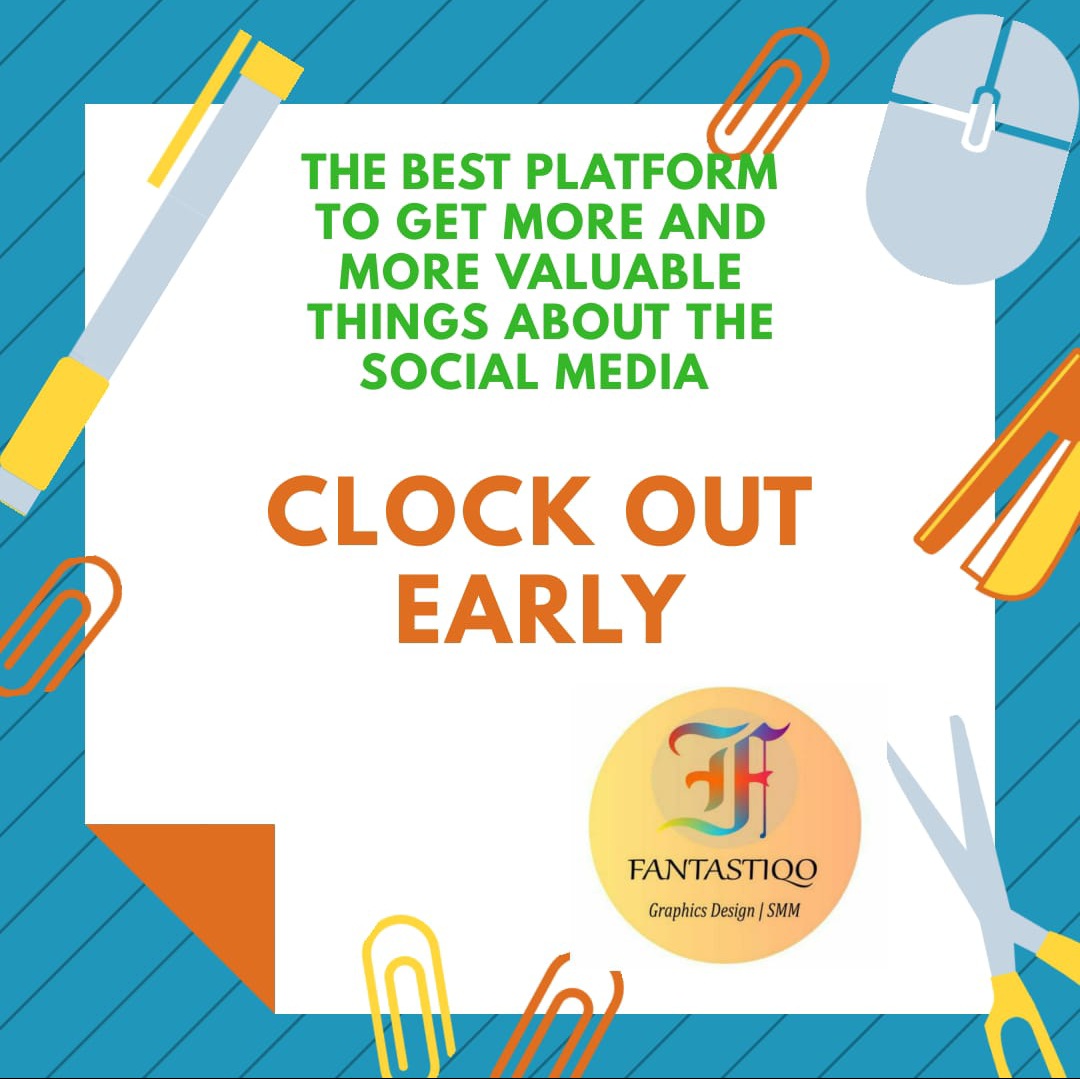 THE BEST PLATFORM
TO GET MORE AND
MORE VALUABLE
THINGS ABOUT THE
SOCIAL MEDIA
CLOCK OUT
EARLY
F
FANTASTIQO
Graphics Design | SMM